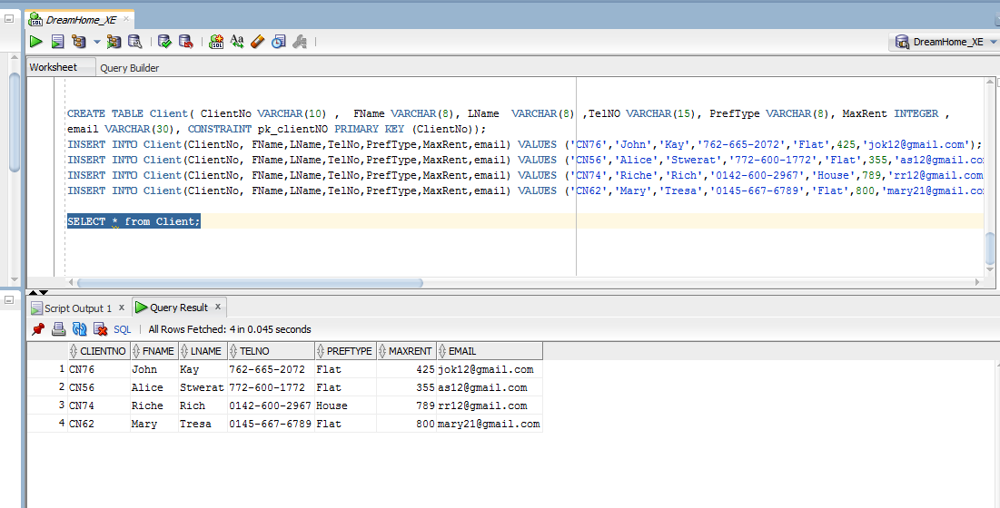 DreamHome_XE
DreamHome_XE
Worksheet Query Builder
CREATE TABLE Client( ClientNo VARCHAR(10) , FName VARCHAR(8), LName VARCHAR(8) ,TelNO VARCHAR(15), PrefType VARCHAR(8), MaxRent INTEGER ,
email VARCHAR(30), CONSTRAINT pk_clientNO PRIMARY KEY (ClientNo));
INSERT INTO Client(ClientNo, FName,LName,TelNo,PrefType,MaxRent,email) VALUES ('CN76','John','Kay','762-665-2072','Flat',425,'jok12@gmail.com');
INSERT INTO Client(ClientNo, FName,LName,TelNo,PrefType,MaxRent,email) VALUES ('CN56','Alice','Stwerat','772-600-1772','Flat',355,'as12@gmail.co
INSERT INTO Client(ClientNo, FName,LName,TelNo,PrefType,MaxRent,email) VALUES ('CN74','Riche','Rich','0142-600-2967','House',789,'rr12@gmail.com
INSERT INTO Client(ClientNo, FName,LName,TelNo,PrefType,MaxRent,email) VALUES ('CN62','Mary','Tresa','0145-667-6789','Flat',800,'mary21@gmail.co
SELECT * from Client;
Script Output 1 x Query Result x
SQL | All Rows Fetched: 4 in 0.045 seconds
CLIENTNO FNAME LNAME TELNO PREFTYPE MAXRENT EMAIL
1 CN76 John Kay 762-665-2072 Flat 425 jok12@gmail.com
2 CN56 Alice Stwerat 772-600-1772 Flat 355 as12@gmail.com
3 CN74 Riche Rich 0142-600-2967 House 789 rr12@gmail.com
4 CN62 Mary Tresa 0145-667-6789 Flat 800 mary21@gmail.com